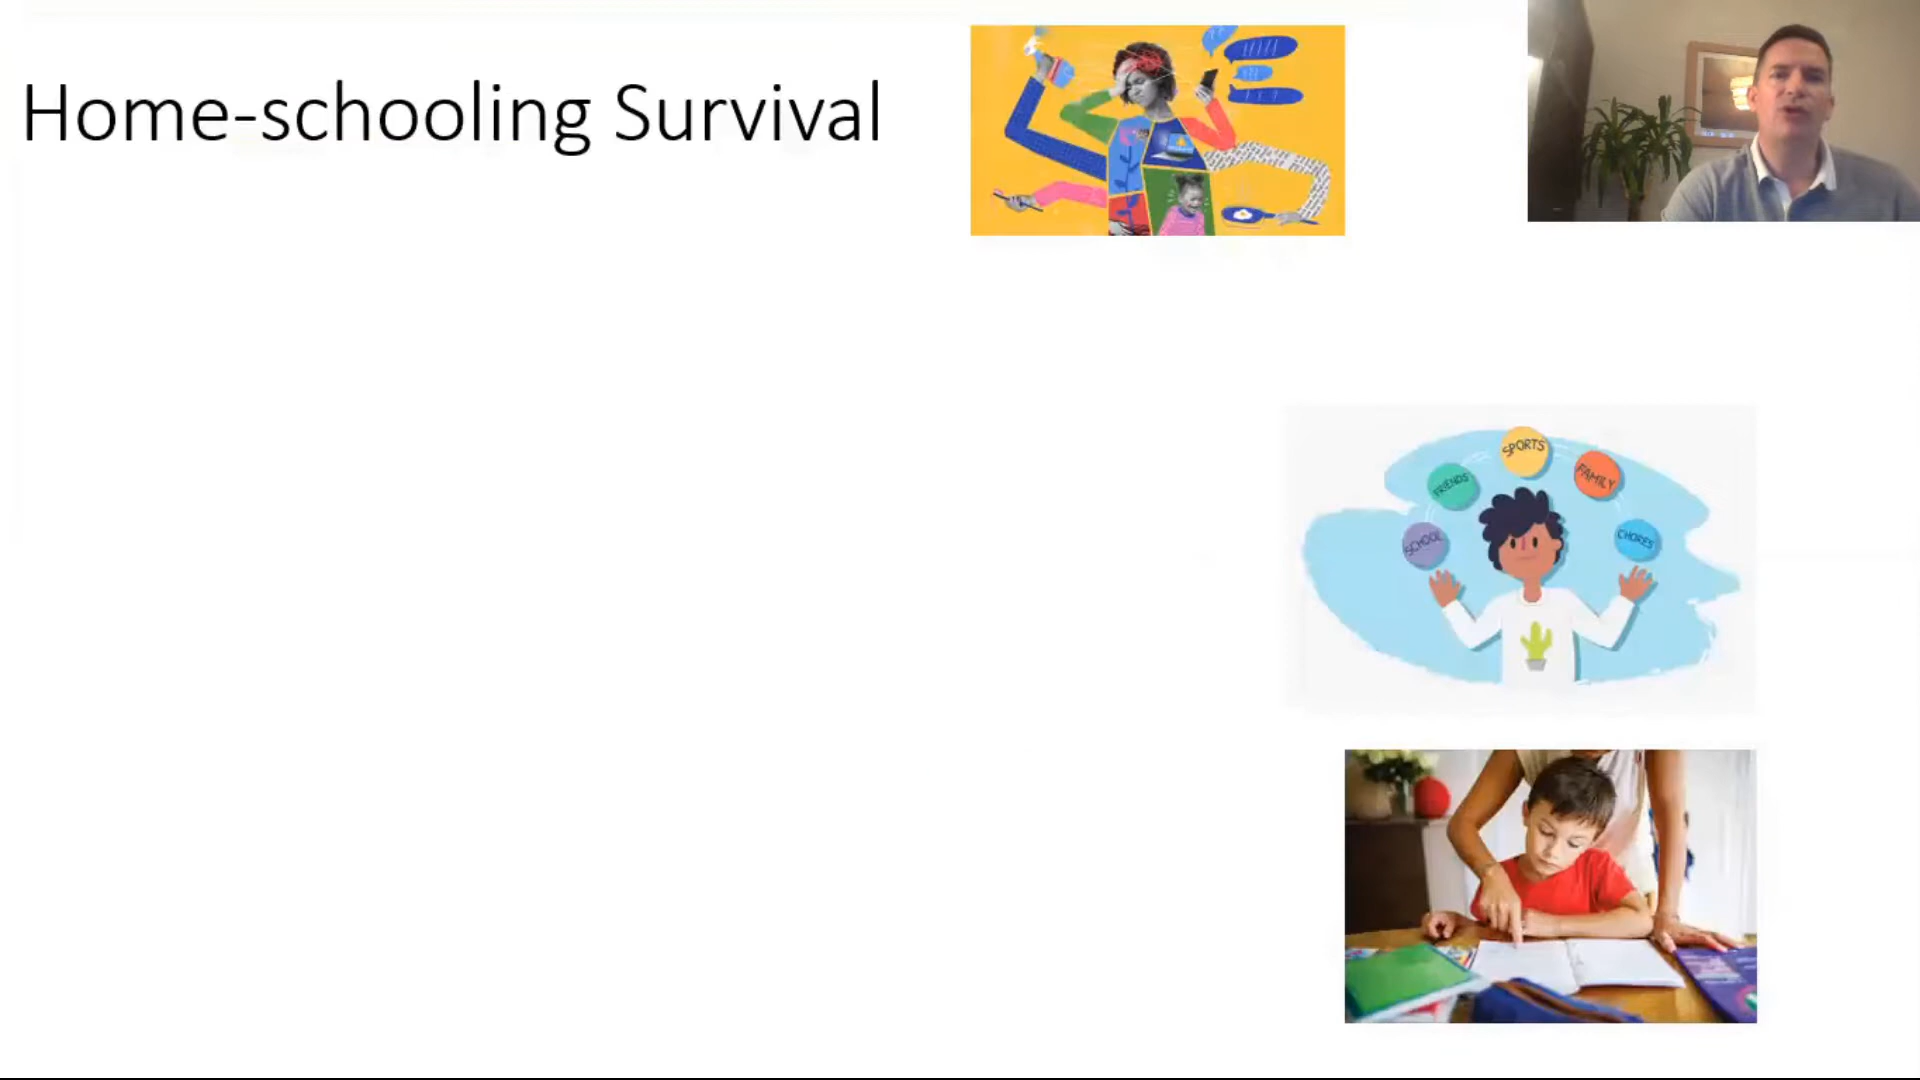 Home-schooling Survival
SPORTS
FRIENDS
FAMILY
SCHOOL
CHORES